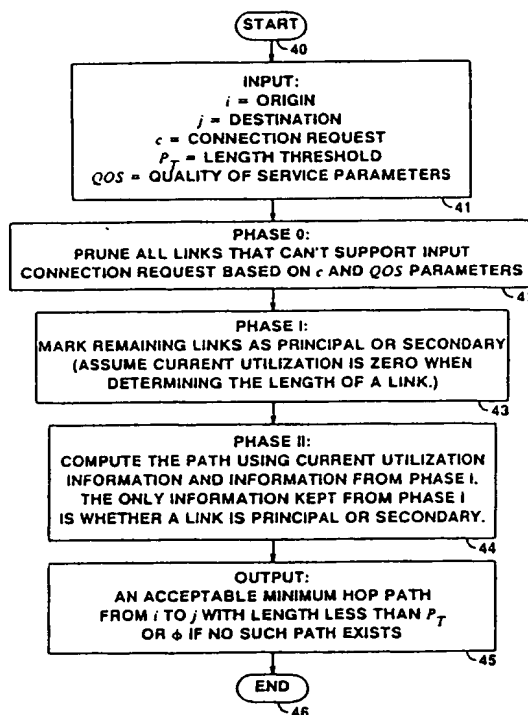 START
40
INPUT:
i = ORIGIN
j = DESTINATION
c = CONNECTION REQUEST
P_T = LENGTH THRESHOLD
QOS = QUALITY OF SERVICE PARAMETERS
41
PHASE 0:
PRUNE ALL LINKS THAT CAN'T SUPPORT INPUT
CONNECTION REQUEST BASED ON c AND QOS PARAMETERS
PHASE I:
MARK REMAINING LINKS AS PRINCIPAL OR SECONDARY
(ASSUME CURRENT UTILIZATION IS ZERO WHEN
DETERMINING THE LENGTH OF A LINK.)
43
PHASE II:
COMPUTE THE PATH USING CURRENT UTILIZATION
INFORMATION AND INFORMATION FROM PHASE I.
THE ONLY INFORMATION KEPT FROM PHASE I
IS WHETHER A LINK IS PRINCIPAL OR SECONDARY.
44
OUTPUT:
AN ACCEPTABLE MINIMUM HOP PATH
FROM i TO j WITH LENGTH LESS THAN P_T
OR ϕ IF NO SUCH PATH EXISTS
45
END
46